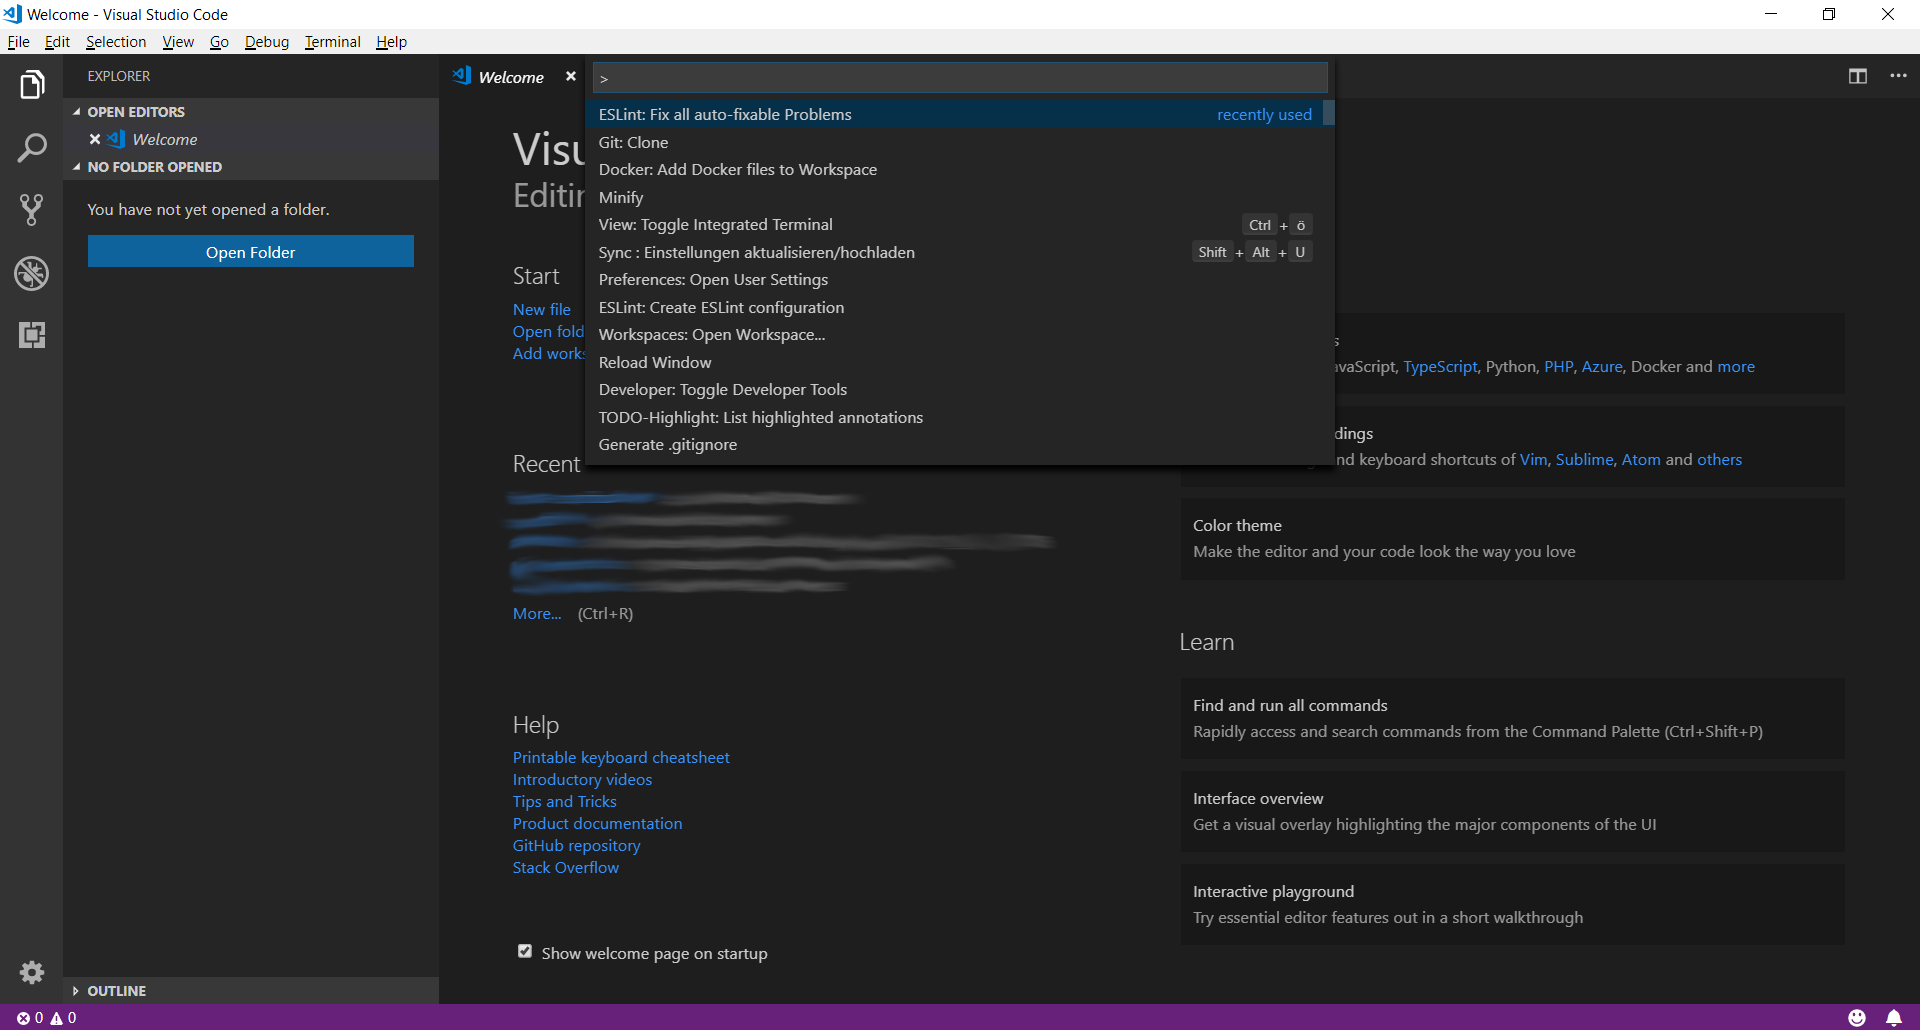 Welcome - Visual Studio Code
File Edit Selection View Go Debug Terminal Help
EXPLORER
OPEN EDITORS
Welcome
NO FOLDER OPENED
You have not yet opened a folder.
Open Folder
OUTLINE
Welcome
>
ESLint: Fix all auto-fixable Problems recently used
Git: Clone
Docker: Add Docker files to Workspace
Minify
View: Toggle Integrated Terminal Ctrl + ö
Sync : Einstellungen aktualisieren/hochladen Shift + Alt + U
Preferences: Open User Settings
ESLint: Create ESLint configuration
Workspaces: Open Workspace...
Reload Window
Developer: Toggle Developer Tools
TODO-Highlight: List highlighted annotations
Generate .gitignore
Start
New file
Open fold
Add works
Recent
More... (Ctrl+R)
Help
Printable keyboard cheatsheet
Introductory videos
Tips and Tricks
Product documentation
GitHub repository
Stack Overflow
Show welcome page on startup
s
avaScript, TypeScript, Python, PHP, Azure, Docker and more
dings
nd keyboard shortcuts of Vim, Sublime, Atom and others
Color theme
Make the editor and your code look the way you love
Learn
Find and run all commands
Rapidly access and search commands from the Command Palette (Ctrl+Shift+P)
Interface overview
Get a visual overlay highlighting the major components of the UI
Interactive playground
Try essential editor features out in a short walkthrough
0 0